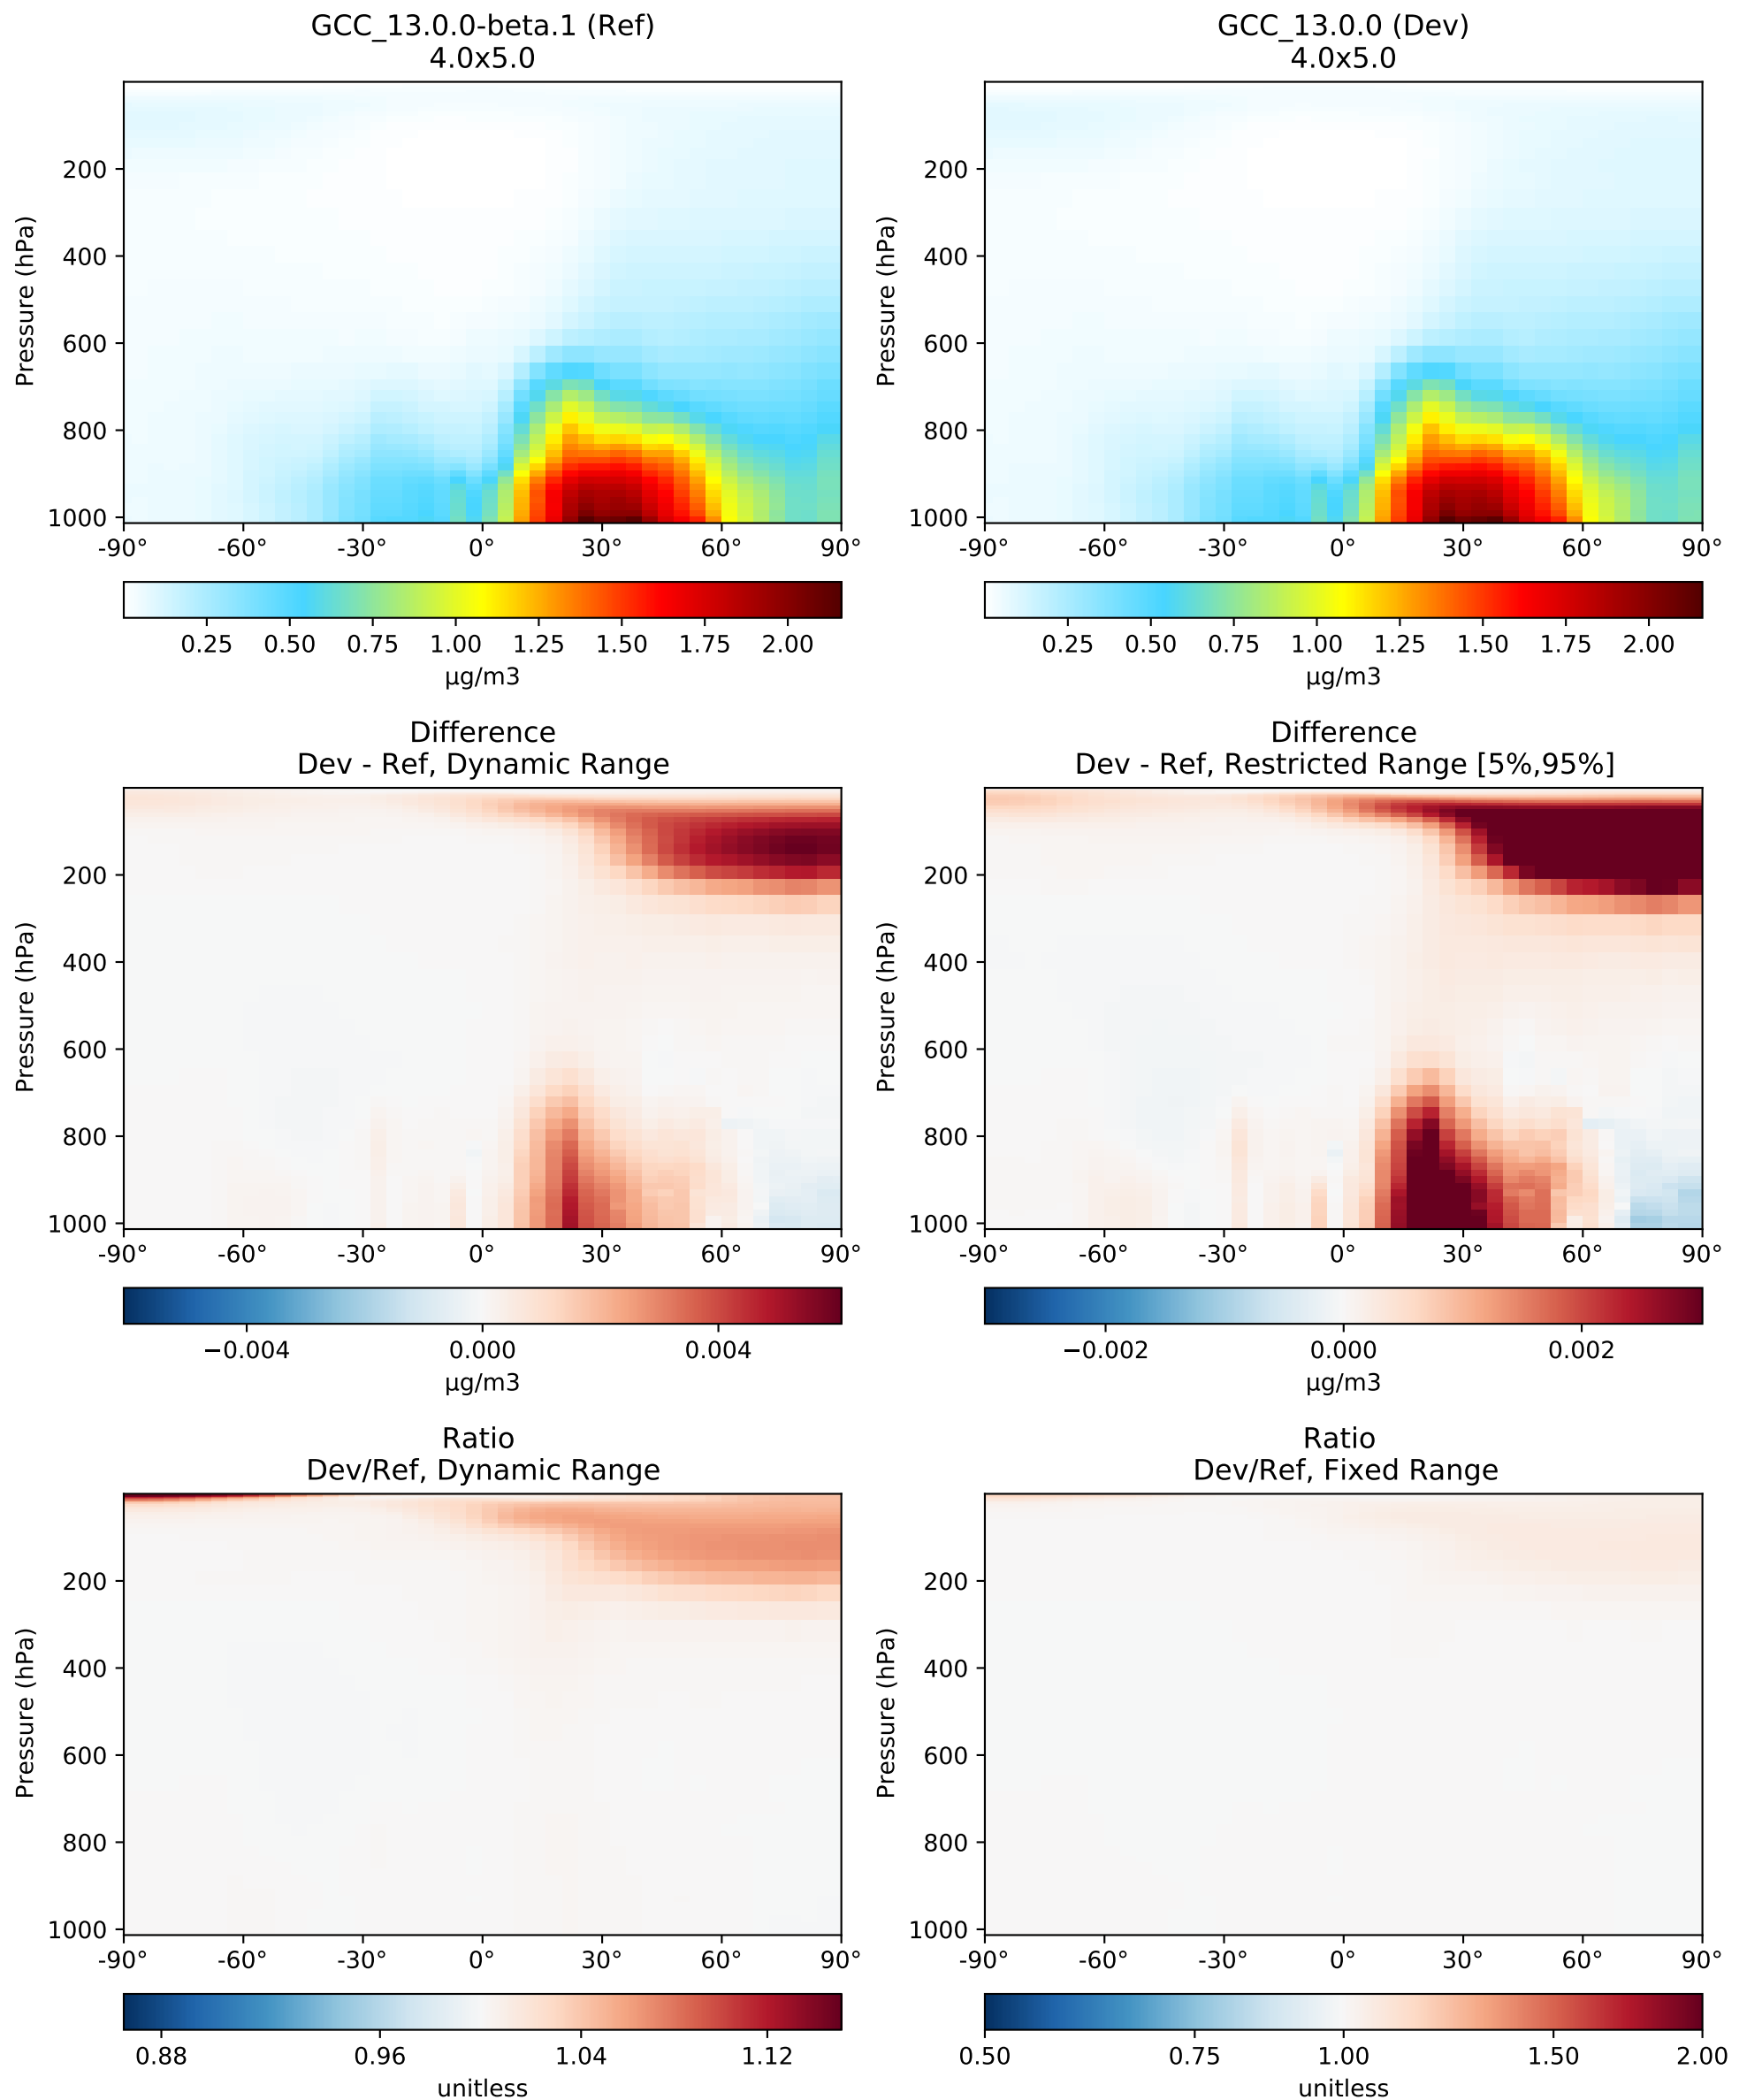 GCC_13.0.0-beta.1 (Ref)
4.0x5.0
GCC_13.0.0 (Dev)
4.0x5.0
Pressure (hPa)
200
400
600
800
1000
-90° -60° -30° 0° 30° 60° 90°
0.25 0.50 0.75 1.00 1.25 1.50 1.75 2.00
µg/m3
Pressure (hPa)
200
400
600
800
1000
-90° -60° -30° 0° 30° 60° 90°
0.25 0.50 0.75 1.00 1.25 1.50 1.75 2.00
µg/m3
Difference
Dev - Ref, Dynamic Range
Pressure (hPa)
200
400
600
800
1000
-90° -60° -30° 0° 30° 60° 90°
−0.004 0.000 0.004
µg/m3
Difference
Dev - Ref, Restricted Range [5%,95%]
Pressure (hPa)
200
400
600
800
1000
-90° -60° -30° 0° 30° 60° 90°
−0.002 0.000 0.002
µg/m3
Ratio
Dev/Ref, Dynamic Range
Pressure (hPa)
200
400
600
800
1000
-90° -60° -30° 0° 30° 60° 90°
0.88 0.96 1.04 1.12
unitless
Ratio
Dev/Ref, Fixed Range
Pressure (hPa)
200
400
600
800
1000
-90° -60° -30° 0° 30° 60° 90°
0.50 0.75 1.00 1.50 2.00
unitless